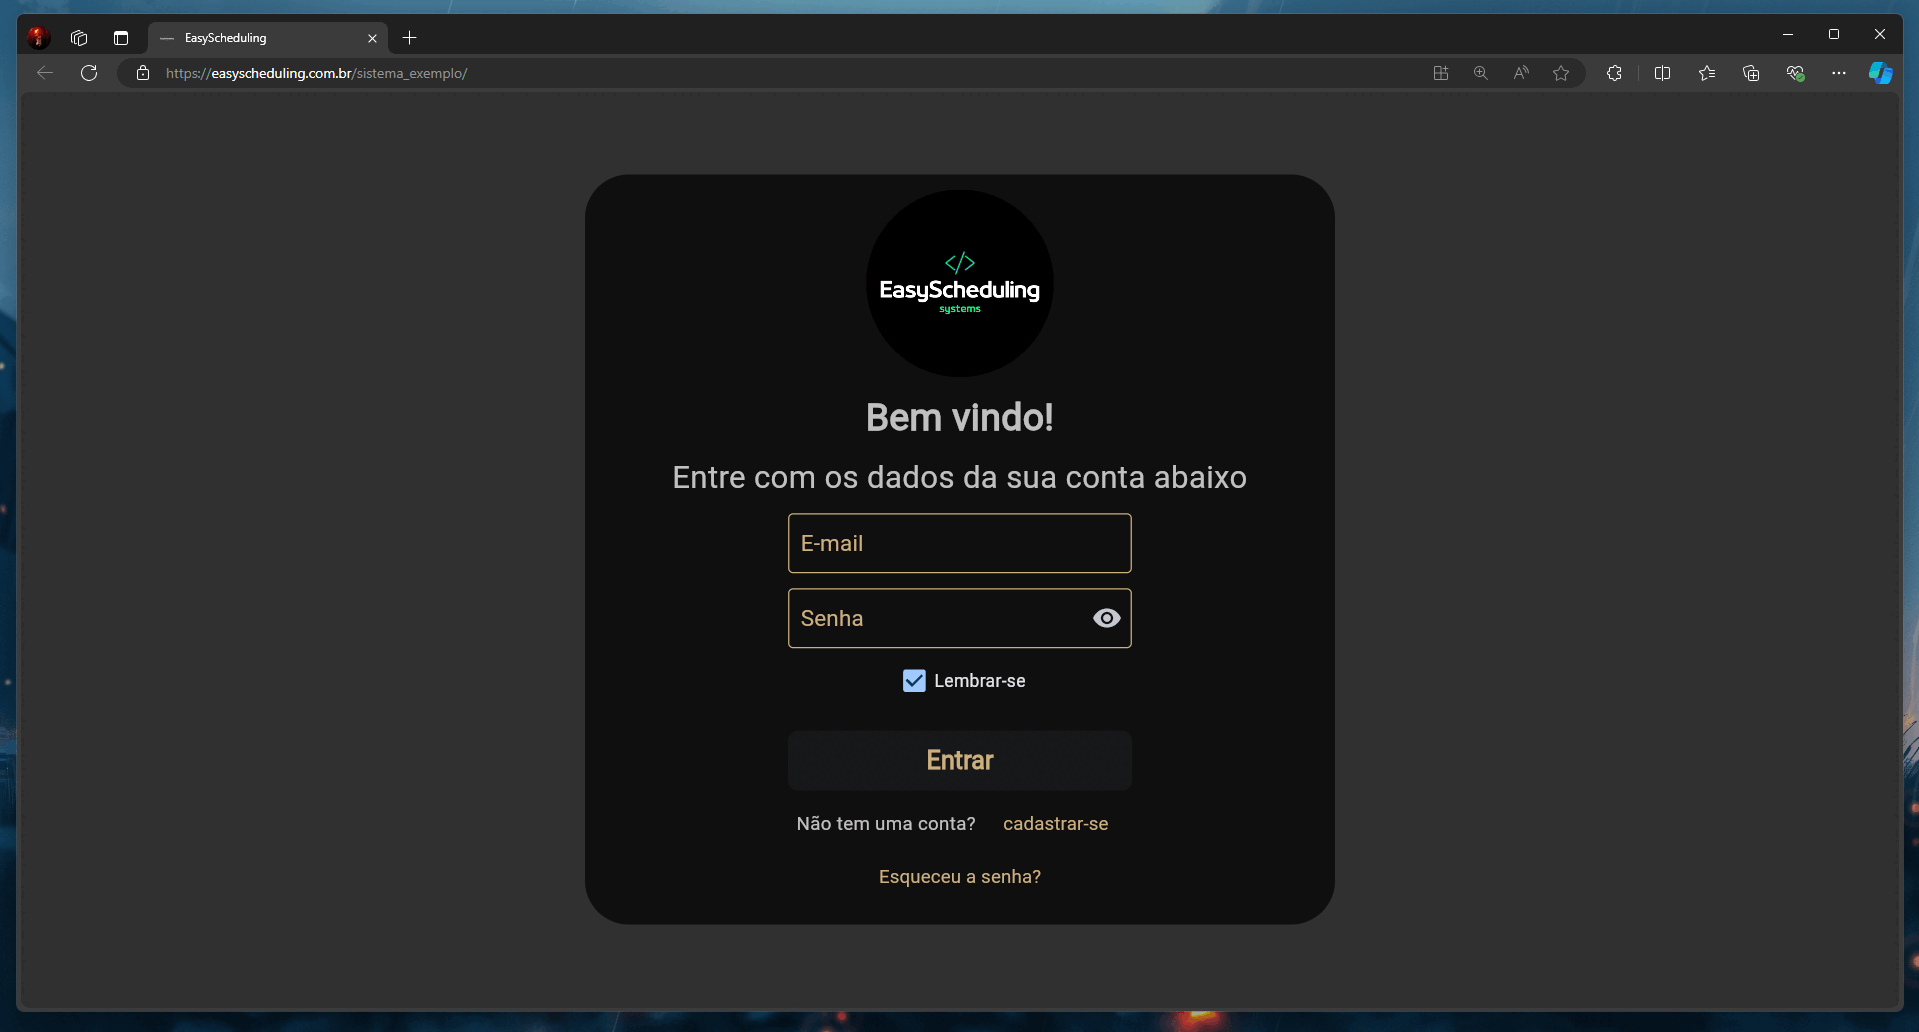 EasyScheduling
https://easyscheduling.com.br/sistema_exemplo/
</>
EasyScheduling
systems
Bem vindo!
Entre com os dados da sua conta abaixo
E-mail
Senha
Lembrar-se
Entrar
Não tem uma conta? cadastrar-se
Esqueceu a senha?